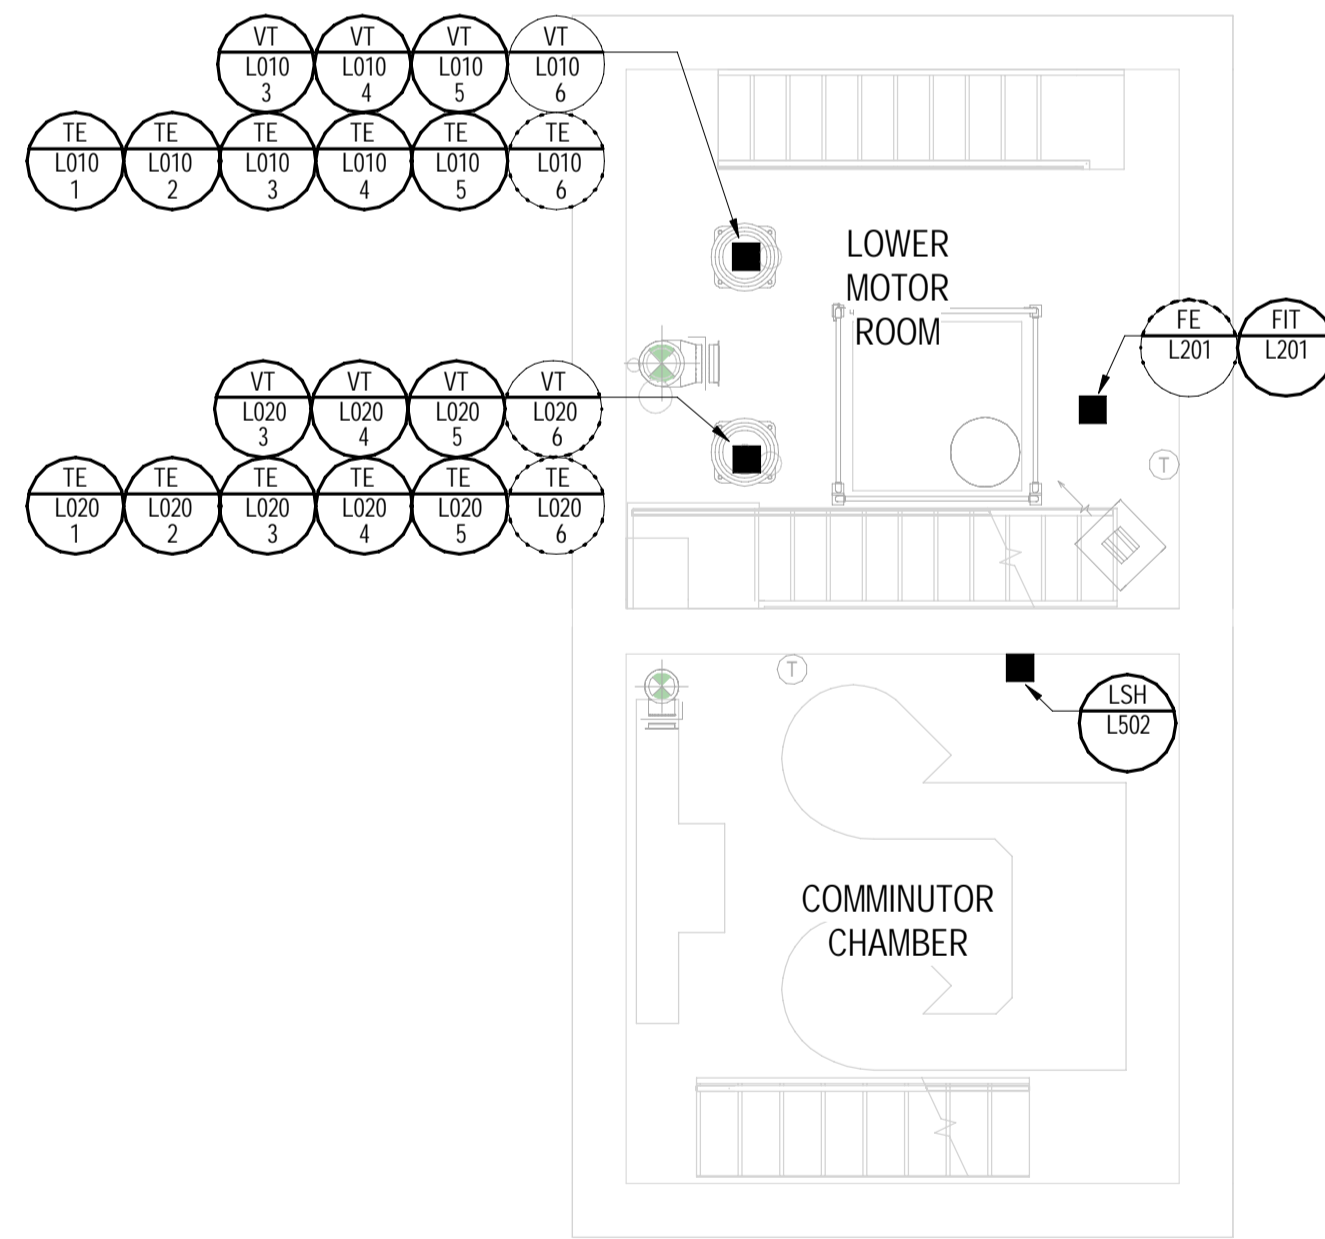 VT VT VT VT
L010 L010 L010 L010
3 4 5 6
TE TE TE TE TE TE
L010 L010 L010 L010 L010 L010
1 2 3 4 5 6
LOWER
MOTOR
ROOM
FE FIT
L201 L201
VT VT VT VT
L020 L020 L020 L020
3 4 5 6
T
TE TE TE TE TE TE
L020 L020 L020 L020 L020 L020
1 2 3 4 5 6
T
LSH
L502
COMMINUTOR
CHAMBER